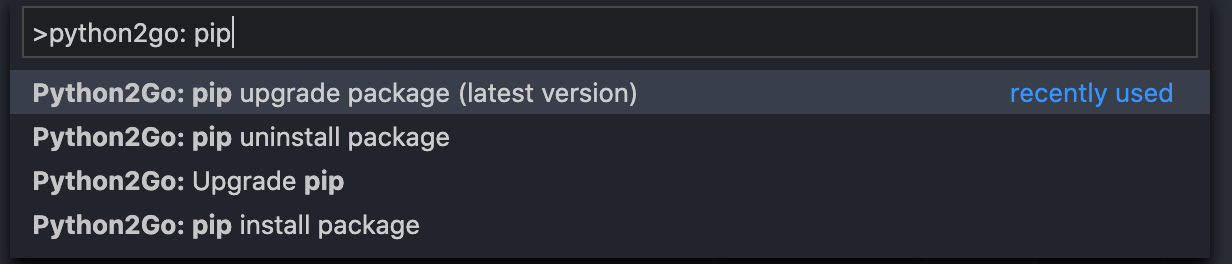 >python2go: pip
Python2Go: pip upgrade package (latest version) recently used
Python2Go: pip uninstall package
Python2Go: Upgrade pip
Python2Go: pip install package